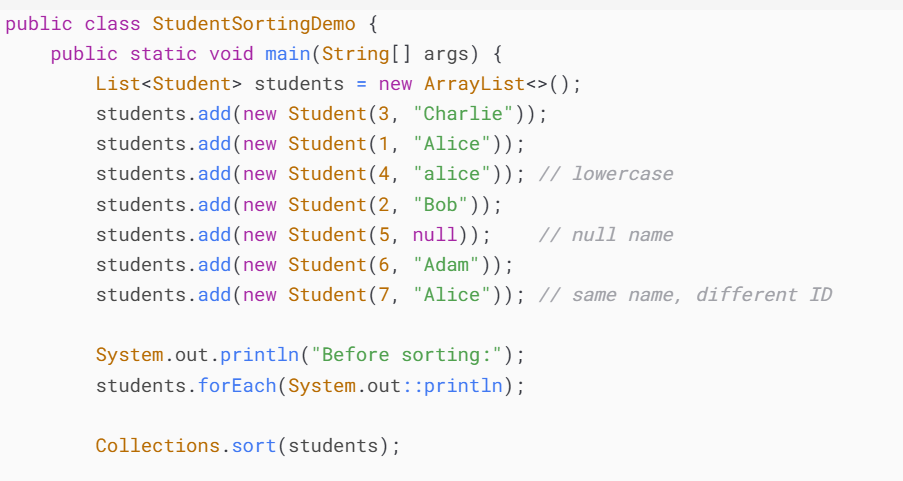 public class StudentSortingDemo {
    public static void main(String[] args) {
        List<Student> students = new ArrayList<>();
        students.add(new Student(3, "Charlie"));
        students.add(new Student(1, "Alice"));
        students.add(new Student(4, "alice")); // lowercase
        students.add(new Student(2, "Bob"));
        students.add(new Student(5, null));    // null name
        students.add(new Student(6, "Adam"));
        students.add(new Student(7, "Alice")); // same name, different ID

        System.out.println("Before sorting:");
        students.forEach(System.out::println);

        Collections.sort(students);